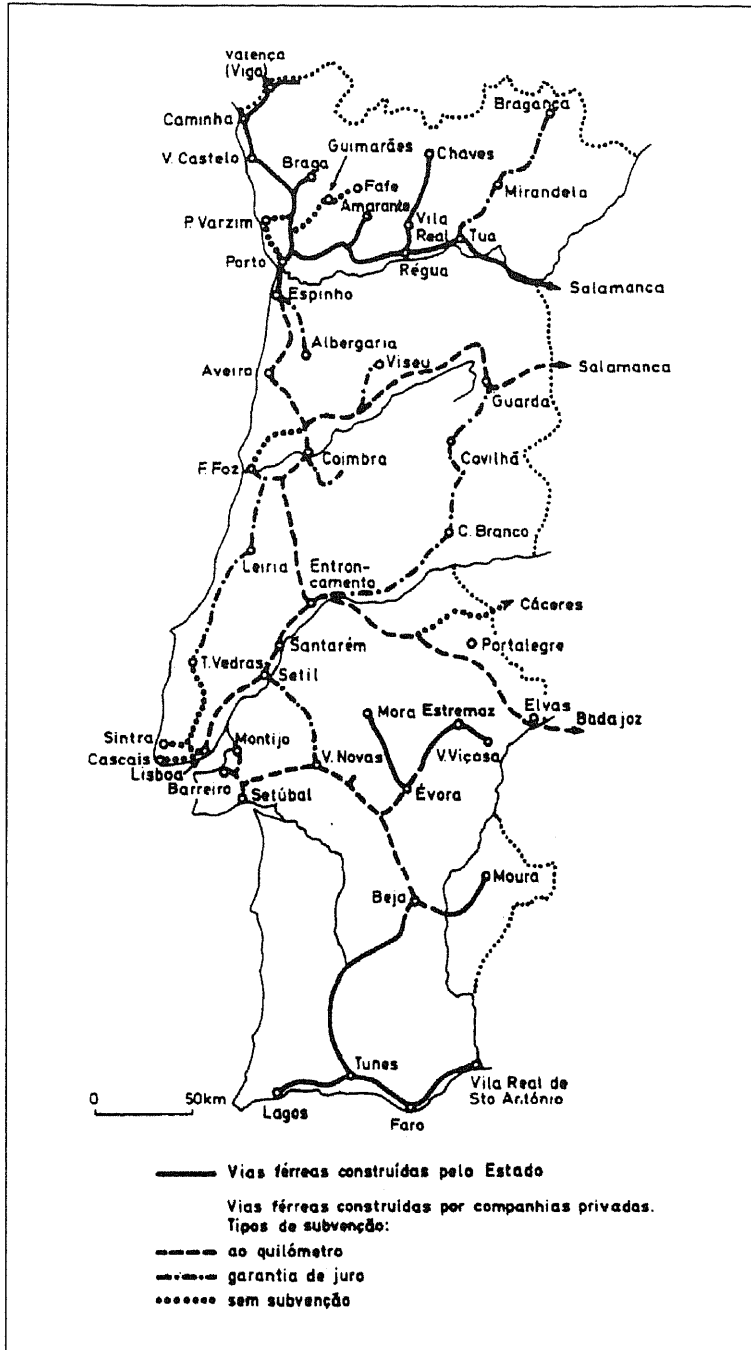 Valença
(Vigo)
Caminha
V. Castelo
Braga
Guimarães
Fafe
Amarante
Chaves
Bragança
Mirandela
P. Varzim
Vila
Real
Tua
Porto
Régua
Espinho
Salamanca
Albergaria
Viseu
Aveiro
Salamanca
Guarda
F. Foz
Coimbra
Covilhã
C. Branco
Leiria
Entron-
camento
Cáceres
Santarém
Portalegre
T. Vedras
Setil
Mora
Estremaz
Elvas
Badajoz
Sintra
Montijo
Cascais
Lisboa
V. Novas
V. Viçosa
Barreiro
Setúbal
Évora
Moura
Beja
Tunes
Vila Real de
Sto António
0 50km
Lagos
Faro
Vias férreas construídas pelo Estado
Vias férreas construídas por companhias privadas.
Tipos de subvenção:
ao quilómetro
garantia de juro
sem subvenção